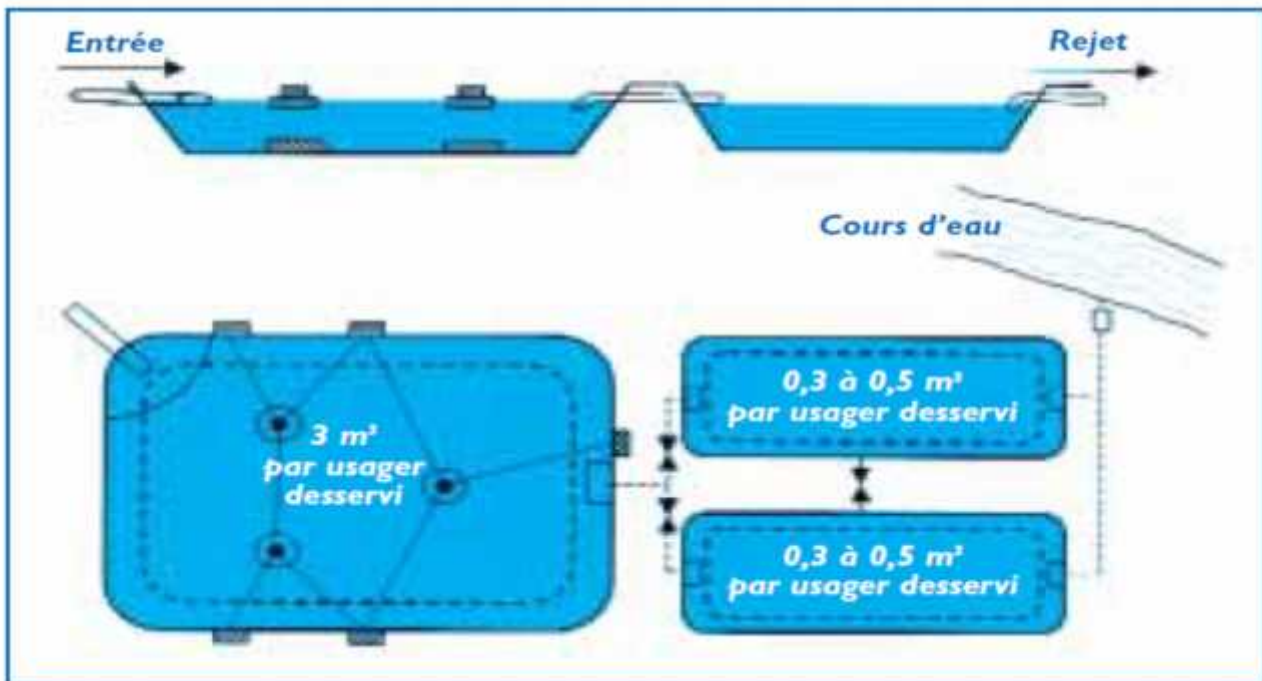 Entrée
Rejet
Cours d'eau
3 m³
par usager
desservi
0,3 à 0,5 m³
par usager desservi
0,3 à 0,5 m³
par usager desservi